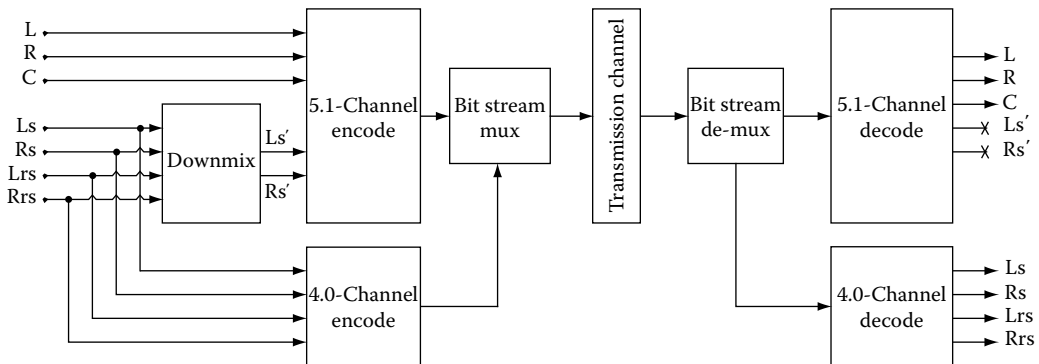 L
R
C
Ls
Rs
Lrs
Rrs
Downmix
Ls′
Rs′
5.1-Channel
encode
4.0-Channel
encode
Bit stream
mux
Transmission channel
Bit stream
de-mux
5.1-Channel
decode
L
R
C
Ls′
Rs′
4.0-Channel
decode
Ls
Rs
Lrs
Rrs